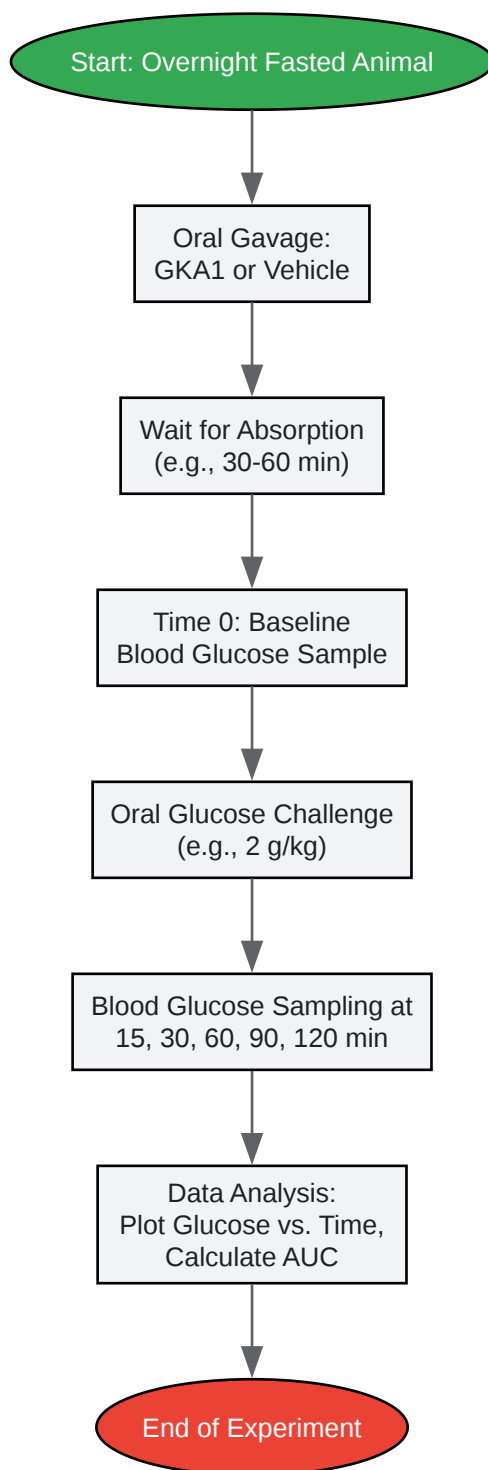 Start: Overnight Fasted Animal
Oral Gavage:
GKA1 or Vehicle
Wait for Absorption
(e.g., 30-60 min)
Time 0: Baseline
Blood Glucose Sample
Oral Glucose Challenge
(e.g., 2 g/kg)
Blood Glucose Sampling at
15, 30, 60, 90, 120 min
Data Analysis:
Plot Glucose vs. Time,
Calculate AUC
End of Experiment